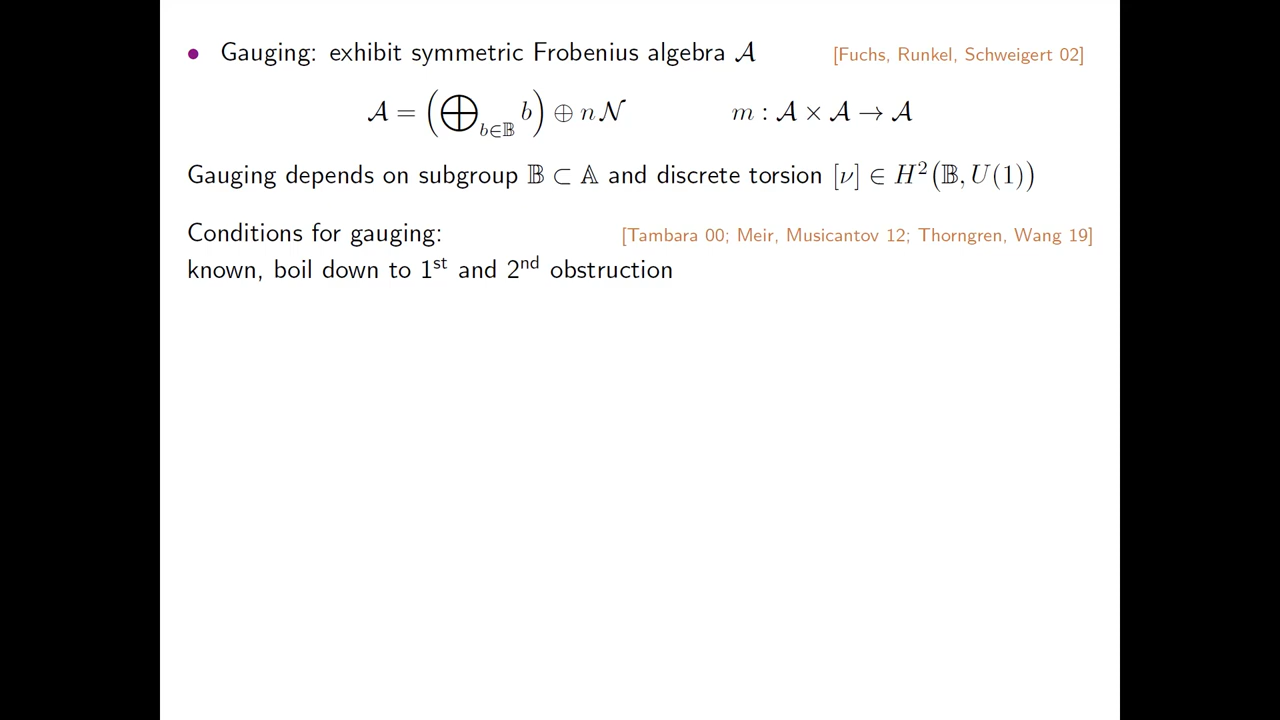 • Gauging: exhibit symmetric Frobenius algebra 𝒜 [Fuchs, Runkel, Schweigert 02]
𝒜 = (⨁_{b∈𝔹} b) ⊕ n 𝒩    m : 𝒜 × 𝒜 → 𝒜
Gauging depends on subgroup 𝔹 ⊂ 𝔸 and discrete torsion [ν] ∈ H²(𝔹, U(1))
Conditions for gauging: [Tambara 00; Meir, Musicantov 12; Thorngren, Wang 19]
known, boil down to 1ˢᵗ and 2ⁿᵈ obstruction